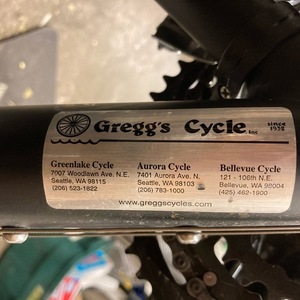 Gregg's Cycle Inc
since 1932
Greenlake Cycle
7007 Woodlawn Ave. N.E.
Seattle, WA 98115
(206) 523-1822
Aurora Cycle
7401 Aurora Ave. N.
Seattle, WA 98103
(206) 783-1000
Bellevue Cycle
121 - 106th N.E.
Bellevue, WA 98004
(425) 462-1900
www.greggscycles.com